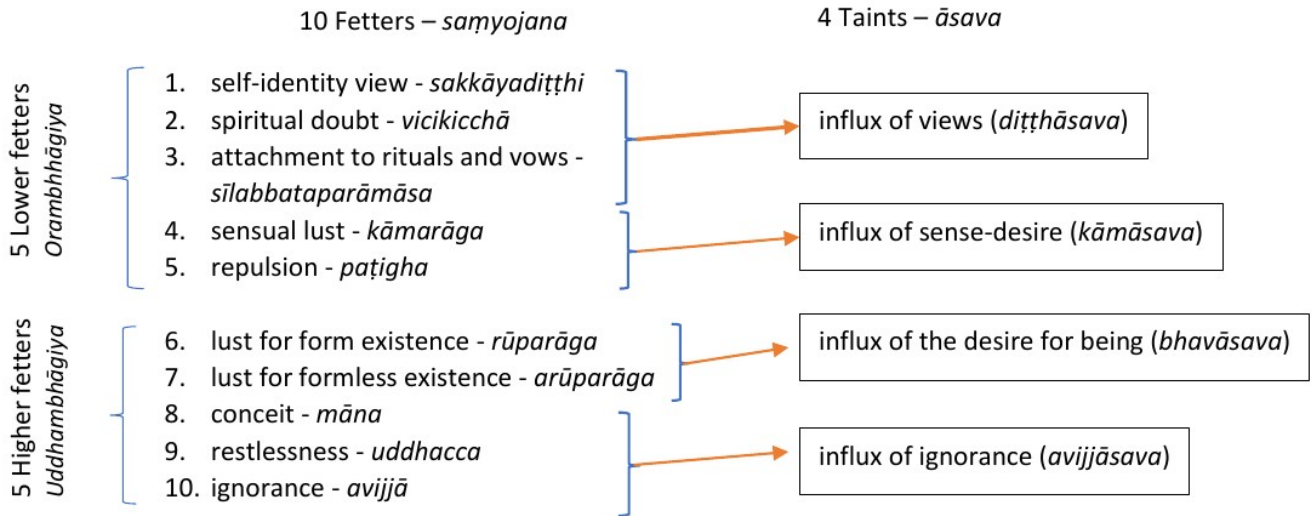 10 Fetters – saṃyojana
4 Taints – āsava
5 Lower fetters
Orambhhāgiya
1. self-identity view - sakkāyadiṭṭhi
2. spiritual doubt - vicikicchā
3. attachment to rituals and vows -
sīlabbataparāmāsa
4. sensual lust - kāmarāga
5. repulsion - paṭigha
influx of views (diṭṭhāsava)
influx of sense-desire (kāmāsava)
5 Higher fetters
Uddhambhāgiya
6. lust for form existence - rūparāga
7. lust for formless existence - arūparāga
8. conceit - māna
9. restlessness - uddhacca
10. ignorance - avijjā
influx of the desire for being (bhavāsava)
influx of ignorance (avijjāsava)